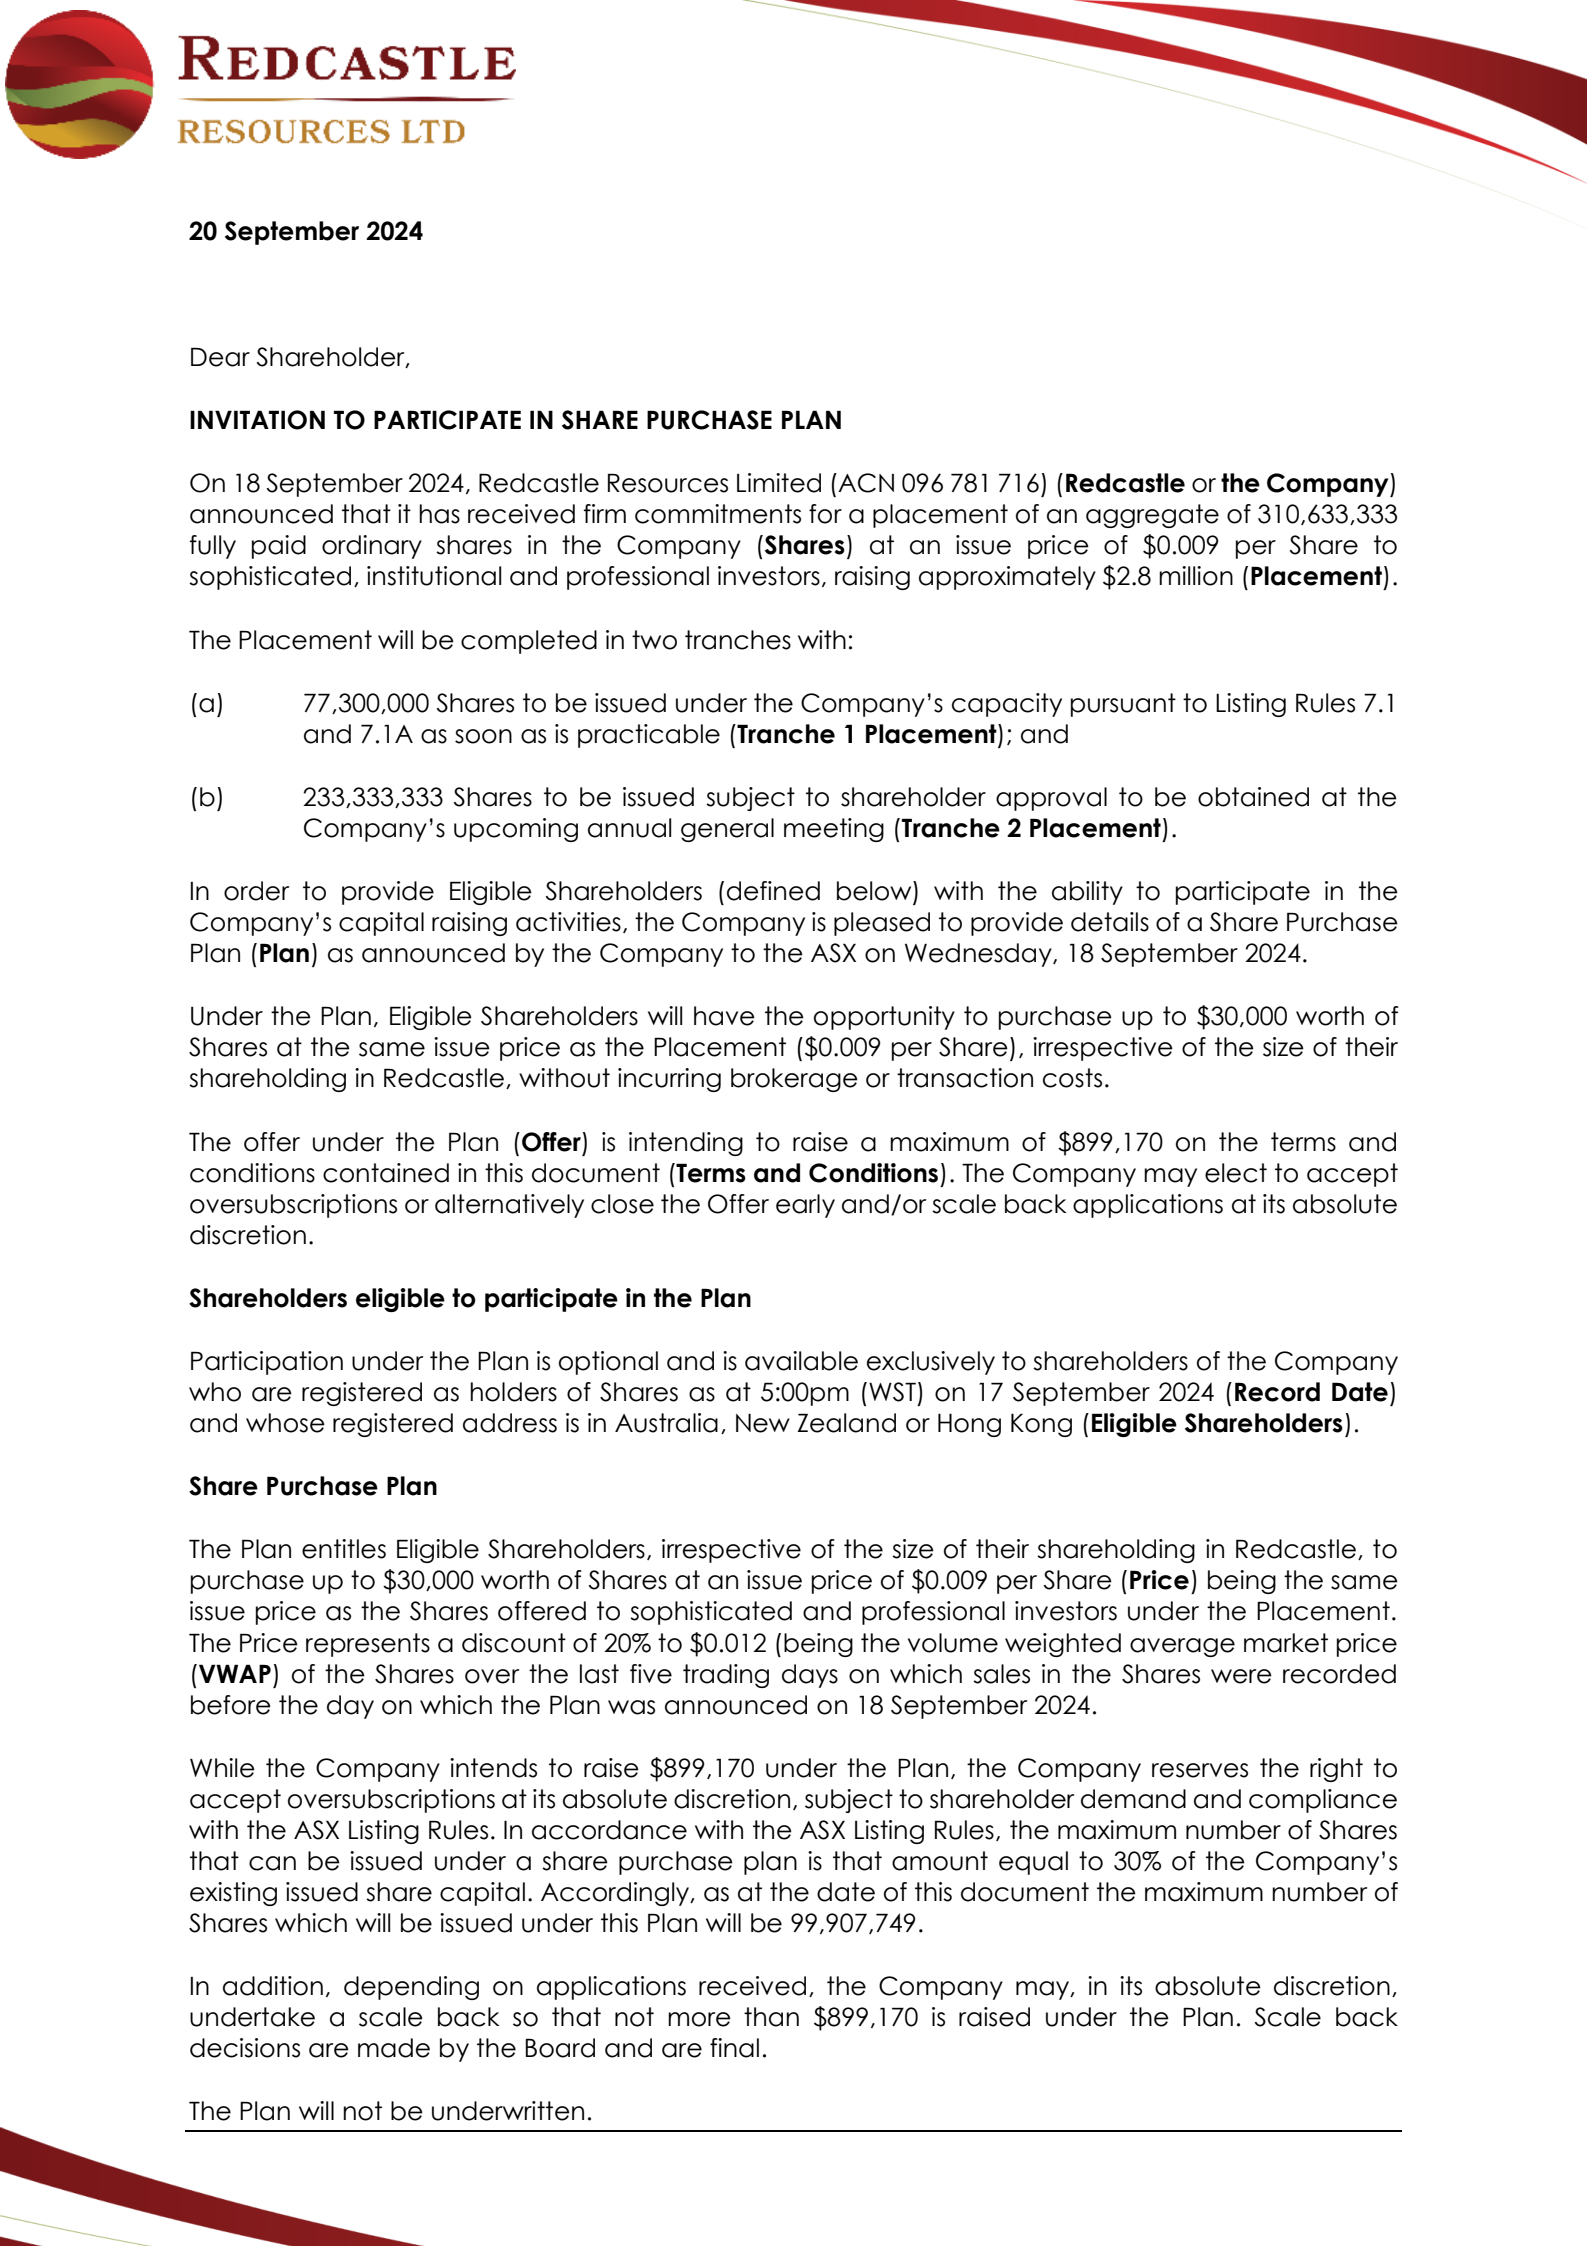 REDCASTLE
RESOURCES LTD
20 September 2024
Dear Shareholder,
INVITATION TO PARTICIPATE IN SHARE PURCHASE PLAN
On 18 September 2024, Redcastle Resources Limited (ACN 096 781 716) (Redcastle or the Company)
announced that it has received firm commitments for a placement of an aggregate of 310,633,333
fully paid ordinary shares in the Company (Shares) at an issue price of $0.009 per Share to
sophisticated, institutional and professional investors, raising approximately $2.8 million (Placement).
The Placement will be completed in two tranches with:
(a) 77,300,000 Shares to be issued under the Company’s capacity pursuant to Listing Rules 7.1
and 7.1A as soon as is practicable (Tranche 1 Placement); and
(b) 233,333,333 Shares to be issued subject to shareholder approval to be obtained at the
Company’s upcoming annual general meeting (Tranche 2 Placement).
In order to provide Eligible Shareholders (defined below) with the ability to participate in the
Company’s capital raising activities, the Company is pleased to provide details of a Share Purchase
Plan (Plan) as announced by the Company to the ASX on Wednesday, 18 September 2024.
Under the Plan, Eligible Shareholders will have the opportunity to purchase up to $30,000 worth of
Shares at the same issue price as the Placement ($0.009 per Share), irrespective of the size of their
shareholding in Redcastle, without incurring brokerage or transaction costs.
The offer under the Plan (Offer) is intending to raise a maximum of $899,170 on the terms and
conditions contained in this document (Terms and Conditions). The Company may elect to accept
oversubscriptions or alternatively close the Offer early and/or scale back applications at its absolute
discretion.
Shareholders eligible to participate in the Plan
Participation under the Plan is optional and is available exclusively to shareholders of the Company
who are registered as holders of Shares as at 5:00pm (WST) on 17 September 2024 (Record Date)
and whose registered address is in Australia, New Zealand or Hong Kong (Eligible Shareholders).
Share Purchase Plan
The Plan entitles Eligible Shareholders, irrespective of the size of their shareholding in Redcastle, to
purchase up to $30,000 worth of Shares at an issue price of $0.009 per Share (Price) being the same
issue price as the Shares offered to sophisticated and professional investors under the Placement.
The Price represents a discount of 20% to $0.012 (being the volume weighted average market price
(VWAP) of the Shares over the last five trading days on which sales in the Shares were recorded
before the day on which the Plan was announced on 18 September 2024.
While the Company intends to raise $899,170 under the Plan, the Company reserves the right to
accept oversubscriptions at its absolute discretion, subject to shareholder demand and compliance
with the ASX Listing Rules. In accordance with the ASX Listing Rules, the maximum number of Shares
that can be issued under a share purchase plan is that amount equal to 30% of the Company’s
existing issued share capital. Accordingly, as at the date of this document the maximum number of
Shares which will be issued under this Plan will be 99,907,749.
In addition, depending on applications received, the Company may, in its absolute discretion,
undertake a scale back so that not more than $899,170 is raised under the Plan. Scale back
decisions are made by the Board and are final.
The Plan will not be underwritten.